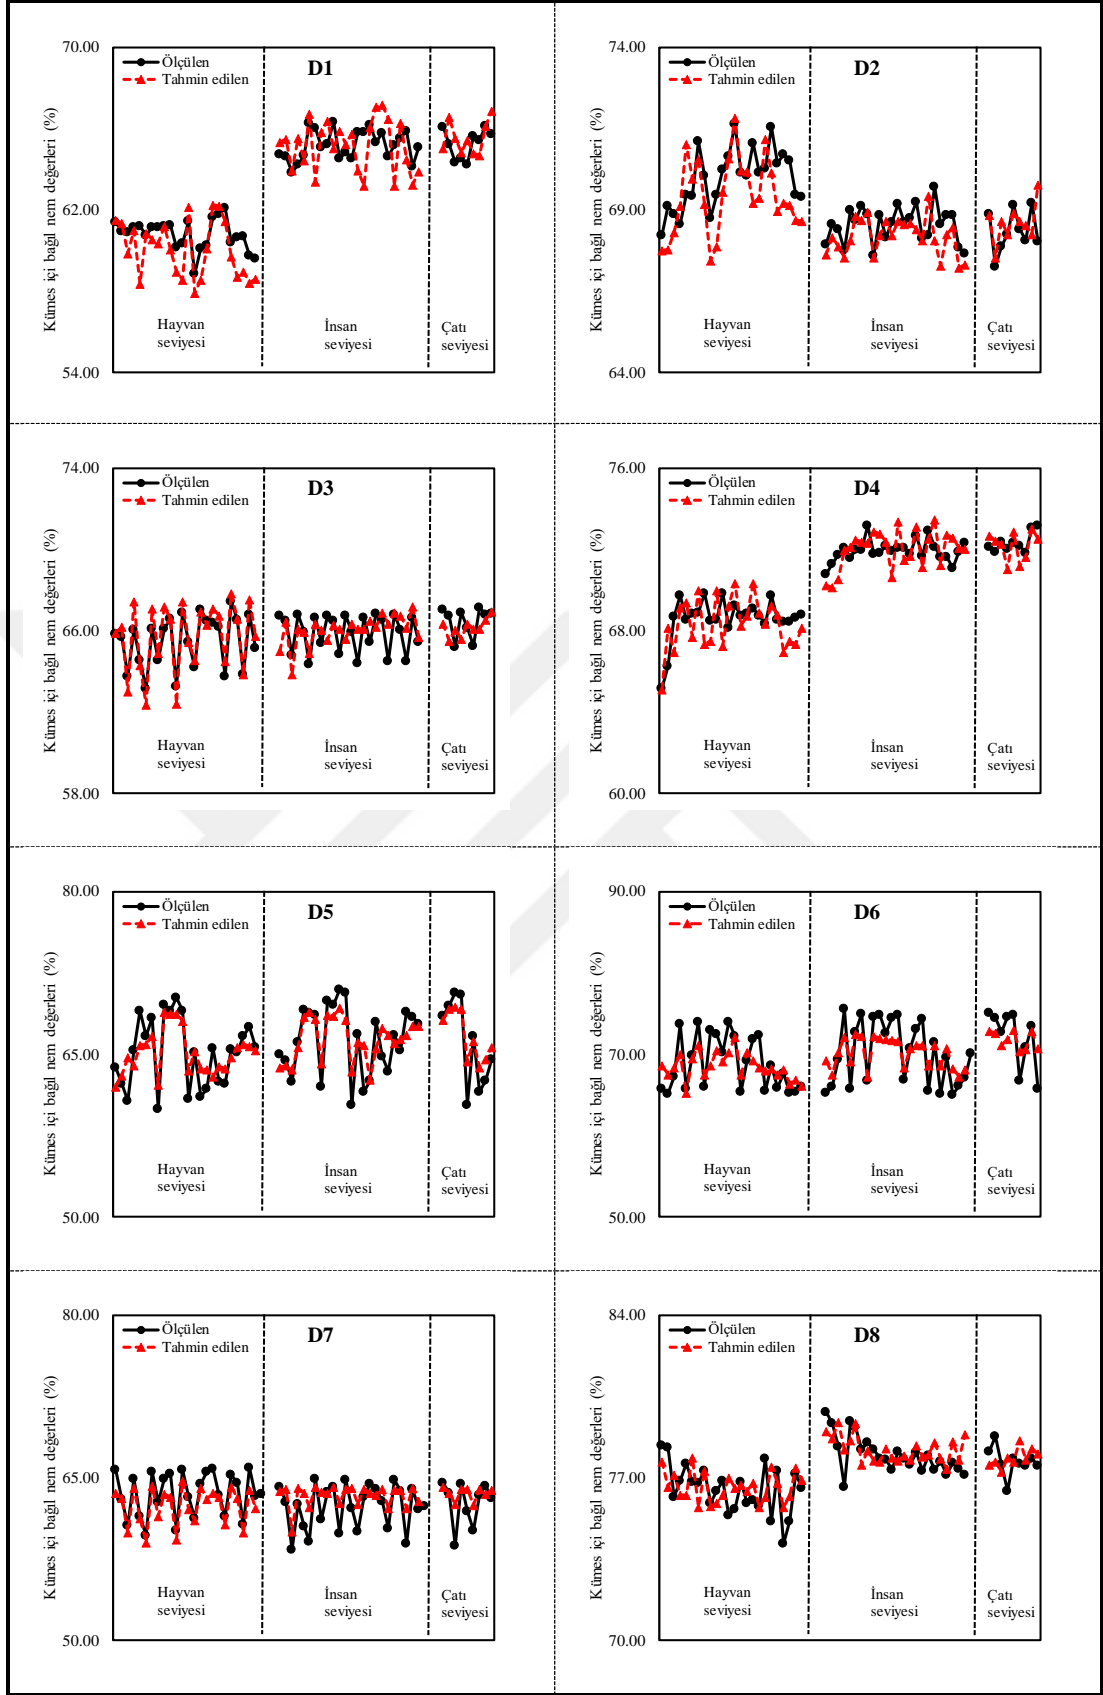 70.00
Ölçülen
Tahmin edilen
D1
62.00
Kümes içi bağıl nem değerleri (%)
Hayvan
seviyesi
İnsan
seviyesi
Çatı
seviyesi
54.00
74.00
Ölçülen
Tahmin edilen
D2
69.00
Kümes içi bağıl nem değerleri (%)
Hayvan
seviyesi
İnsan
seviyesi
Çatı
seviyesi
64.00
74.00
Ölçülen
Tahmin edilen
D3
66.00
Kümes içi bağıl nem değerleri (%)
Hayvan
seviyesi
İnsan
seviyesi
Çatı
seviyesi
58.00
76.00
Ölçülen
Tahmin edilen
D4
68.00
Kümes içi bağıl nem değerleri (%)
Hayvan
seviyesi
İnsan
seviyesi
Çatı
seviyesi
60.00
80.00
Ölçülen
Tahmin edilen
D5
65.00
Kümes içi bağıl nem değerleri (%)
Hayvan
seviyesi
İnsan
seviyesi
Çatı
seviyesi
50.00
90.00
Ölçülen
Tahmin edilen
D6
70.00
Kümes içi bağıl nem değerleri (%)
Hayvan
seviyesi
İnsan
seviyesi
Çatı
seviyesi
50.00
80.00
Ölçülen
Tahmin edilen
D7
65.00
Kümes içi bağıl nem değerleri (%)
Hayvan
seviyesi
İnsan
seviyesi
Çatı
seviyesi
50.00
84.00
Ölçülen
Tahmin edilen
D8
77.00
Kümes içi bağıl nem değerleri (%)
Hayvan
seviyesi
İnsan
seviyesi
Çatı
seviyesi
70.00